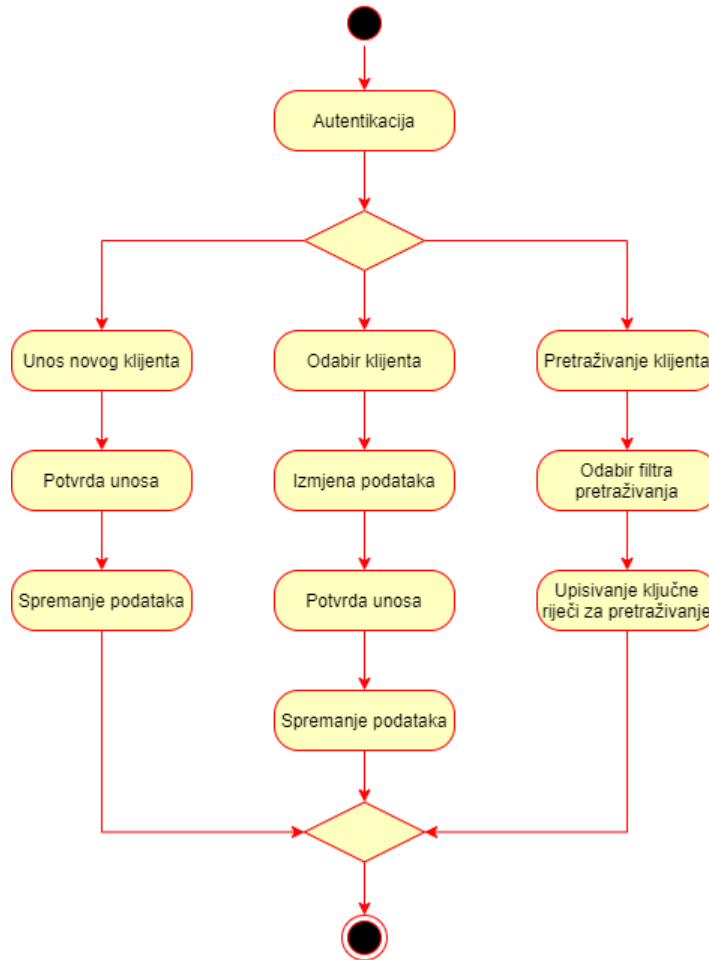 Autentikacija
Unos novog klijenta
Odabir klijenta
Pretraživanje klijenta
Potvrda unosa
Izmjena podataka
Odabir filtra
pretraživanja
Spremanje podataka
Potvrda unosa
Upisivanje ključne
riječi za pretraživanje
Spremanje podataka